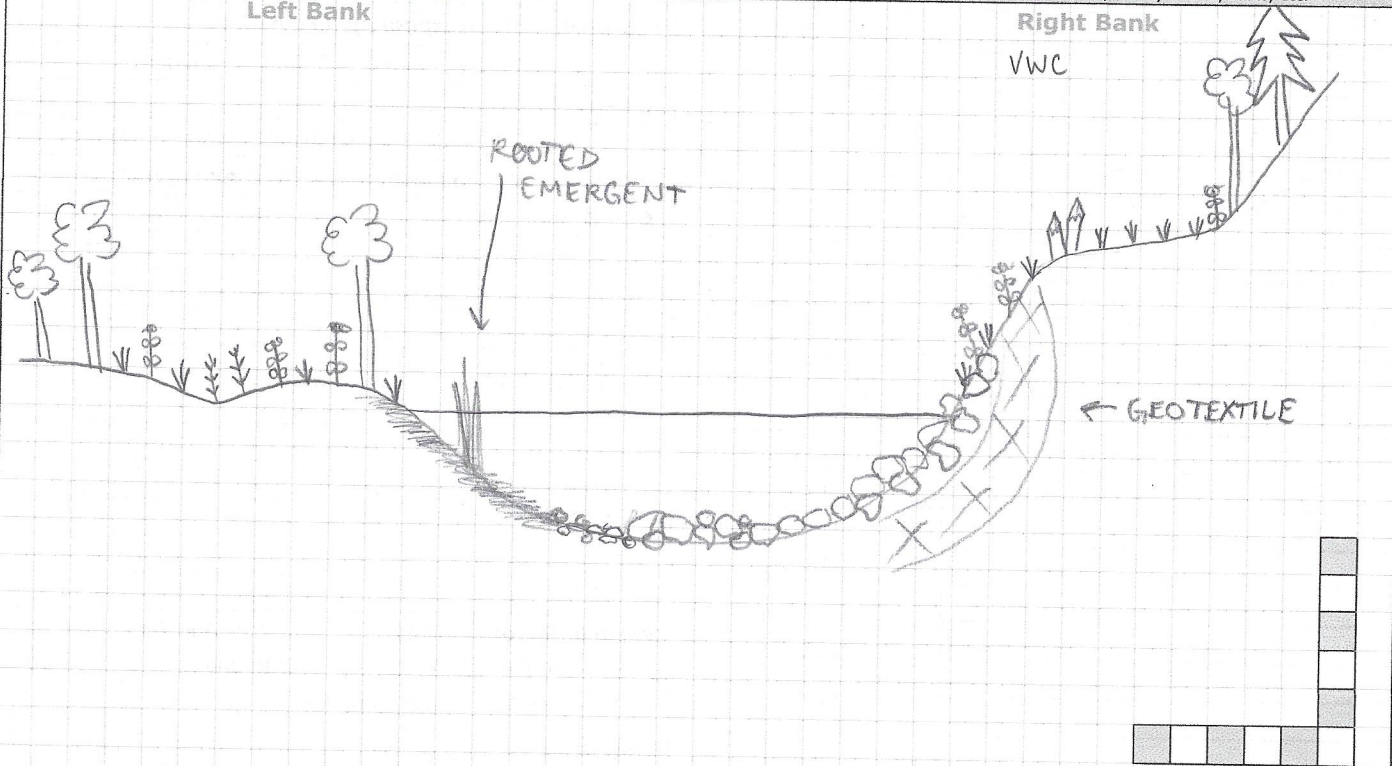 Left Bank
Right Bank
VWC
ROOTED
EMERGENT
← GEOTEXTILE